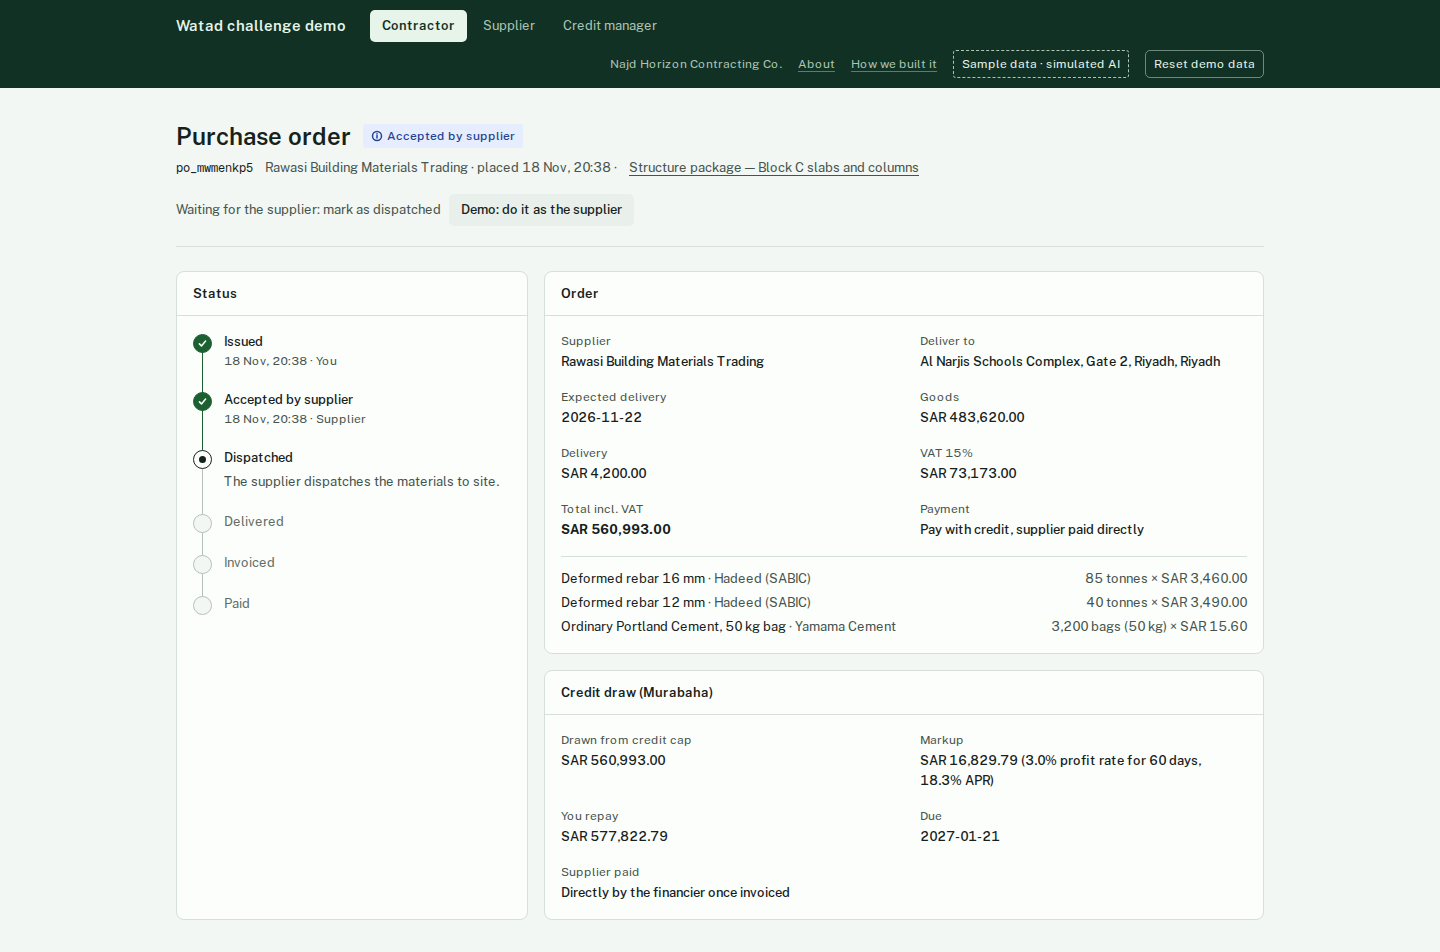 Watad challenge demo
Contractor
Supplier
Credit manager
Najd Horizon Contracting Co.
About
How we built it
Sample data · simulated AI
Reset demo data
Purchase order
Accepted by supplier
po_mwmenkp5 Rawasi Building Materials Trading · placed 18 Nov, 20:38 · Structure package — Block C slabs and columns
Waiting for the supplier: mark as dispatched
Demo: do it as the supplier
Status
Issued
18 Nov, 20:38 · You
Accepted by supplier
18 Nov, 20:38 · Supplier
Dispatched
The supplier dispatches the materials to site.
Delivered
Invoiced
Paid
Order
Supplier
Rawasi Building Materials Trading
Deliver to
Al Narjis Schools Complex, Gate 2, Riyadh, Riyadh
Expected delivery
2026-11-22
Goods
SAR 483,620.00
Delivery
SAR 4,200.00
VAT 15%
SAR 73,173.00
Total incl. VAT
SAR 560,993.00
Payment
Pay with credit, supplier paid directly
Deformed rebar 16 mm · Hadeed (SABIC) 85 tonnes × SAR 3,460.00
Deformed rebar 12 mm · Hadeed (SABIC) 40 tonnes × SAR 3,490.00
Ordinary Portland Cement, 50 kg bag · Yamama Cement 3,200 bags (50 kg) × SAR 15.60
Credit draw (Murabaha)
Drawn from credit cap
SAR 560,993.00
Markup
SAR 16,829.79 (3.0% profit rate for 60 days,
18.3% APR)
You repay
SAR 577,822.79
Due
2027-01-21
Supplier paid
Directly by the financier once invoiced